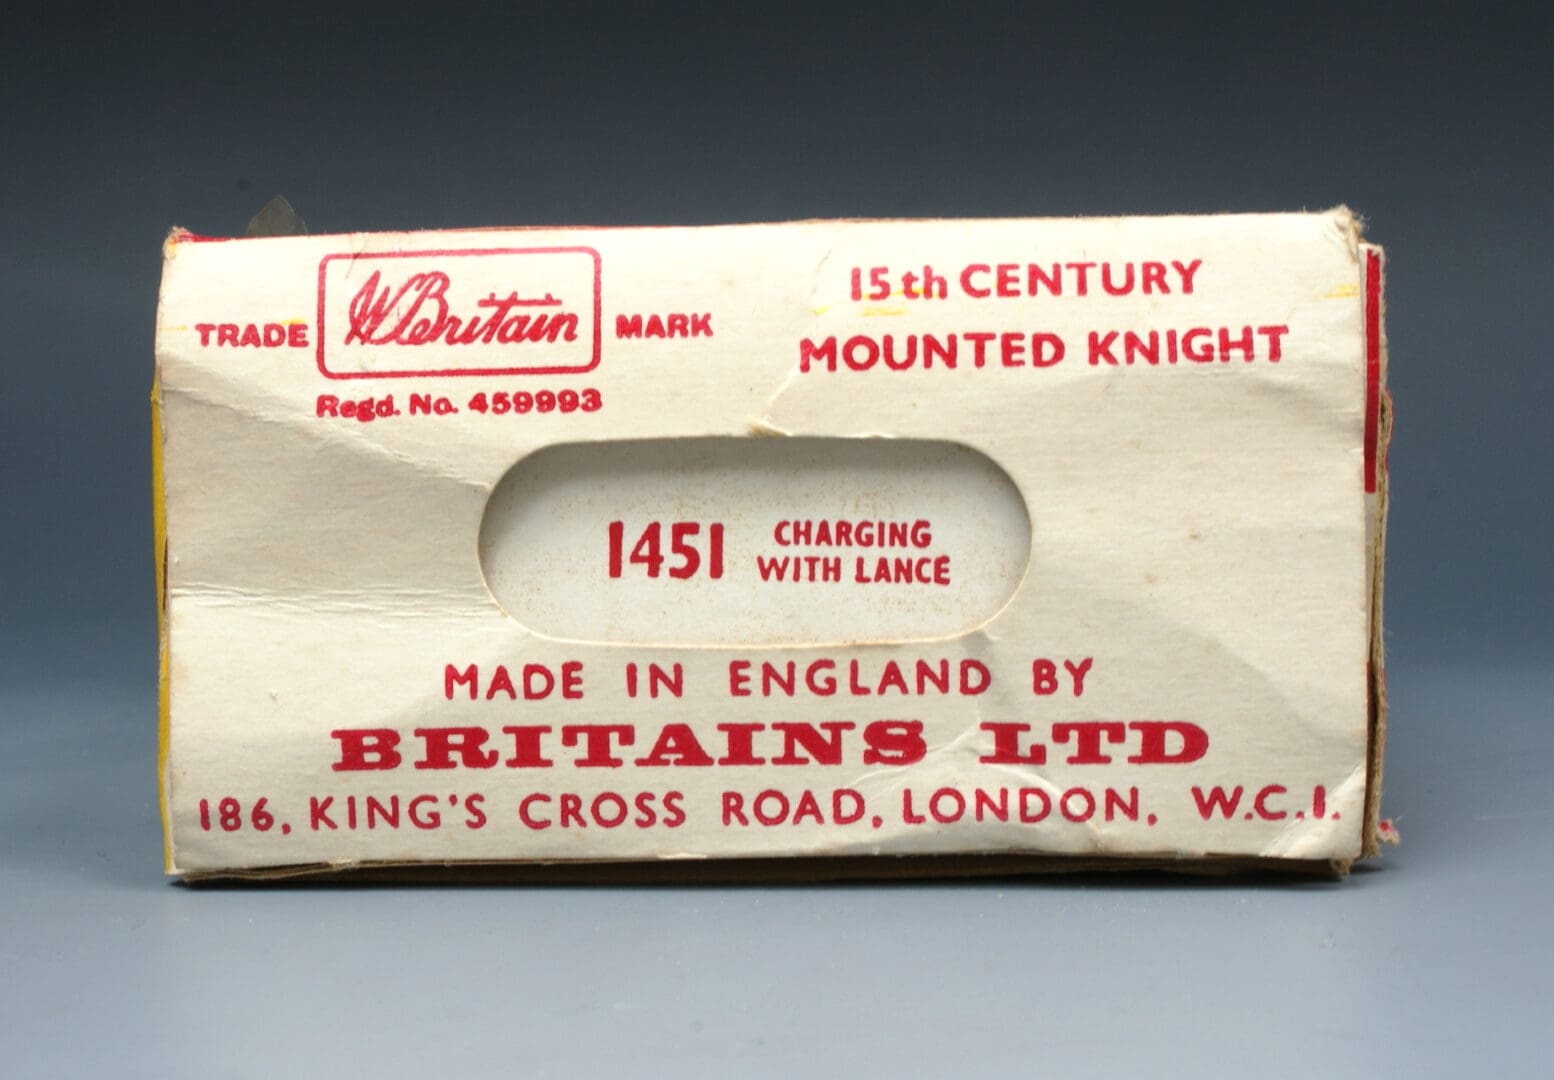 TRADE W Britain MARK
Regd. No. 459993
15th CENTURY
MOUNTED KNIGHT
1451 CHARGING
WITH LANCE
MADE IN ENGLAND BY
BRITAINS LTD
186, KING'S CROSS ROAD, LONDON, W.C.1.